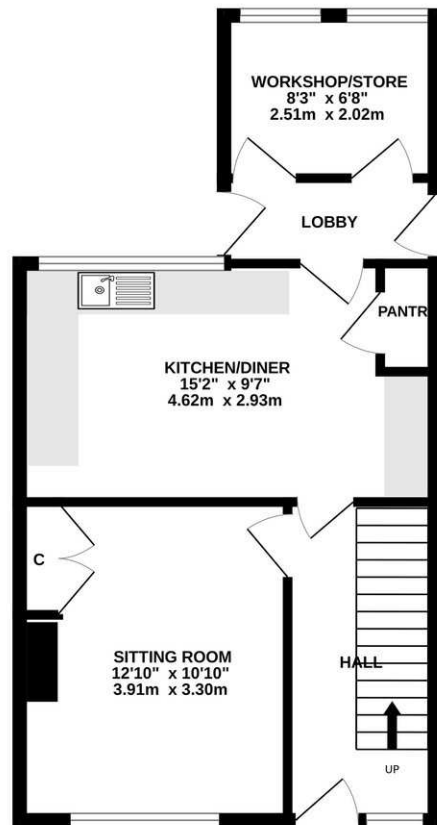 WORKSHOP/STORE
8'3" x 6'8"
2.51m x 2.02m
LOBBY
PANTR
KITCHEN/DINER
15'2" x 9'7"
4.62m x 2.93m
C
SITTING ROOM
12'10" x 10'10"
3.91m x 3.30m
HALL
UP